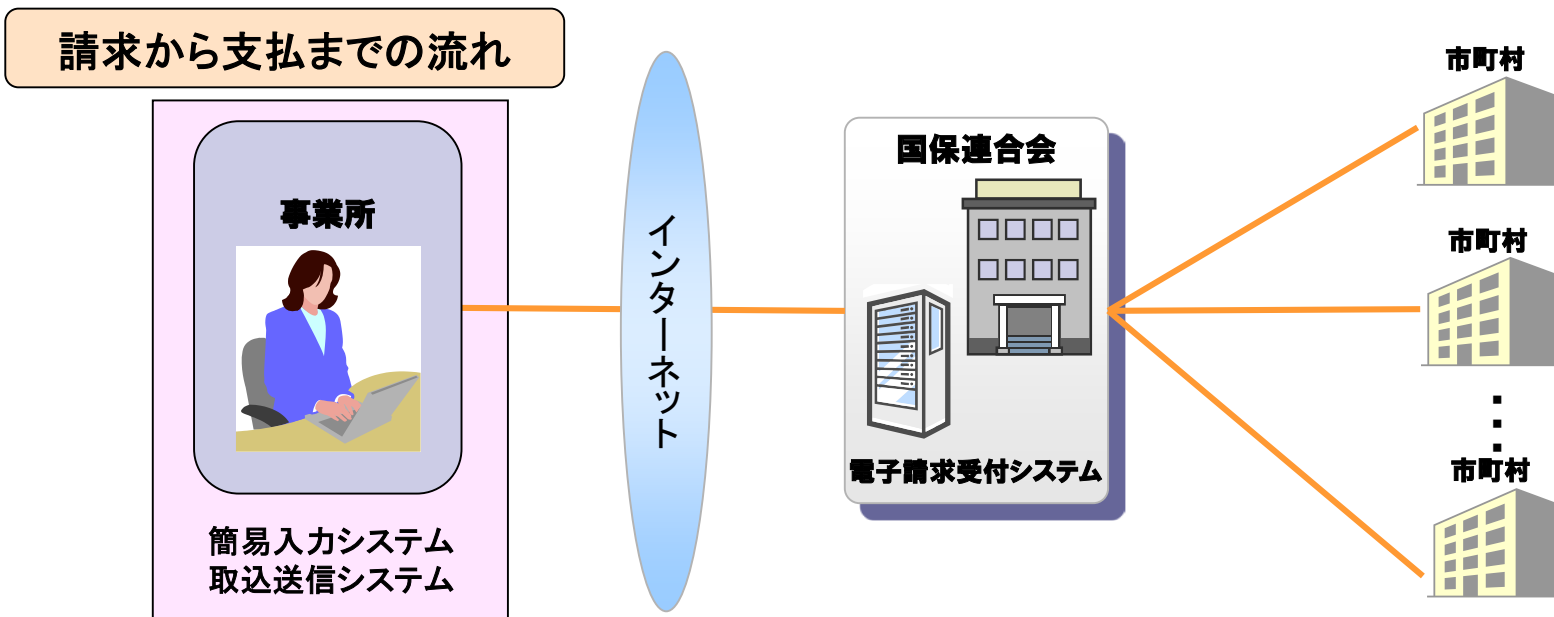 請求から支払までの流れ
事業所
簡易入力システム
取込送信システム
インターネット
国保連合会
電子請求受付システム
市町村
市町村
市町村